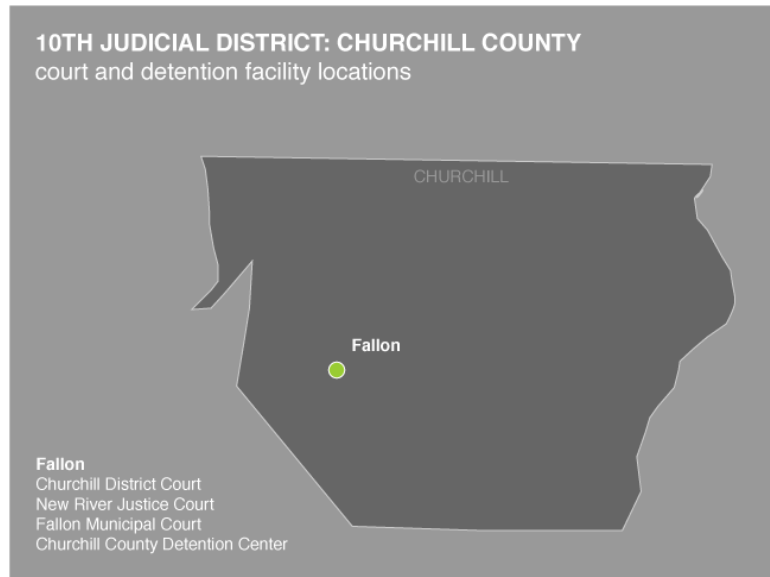 10TH JUDICIAL DISTRICT: CHURCHILL COUNTY
court and detention facility locations
CHURCHILL
Fallon
Fallon
Churchill District Court
New River Justice Court
Fallon Municipal Court
Churchill County Detention Center